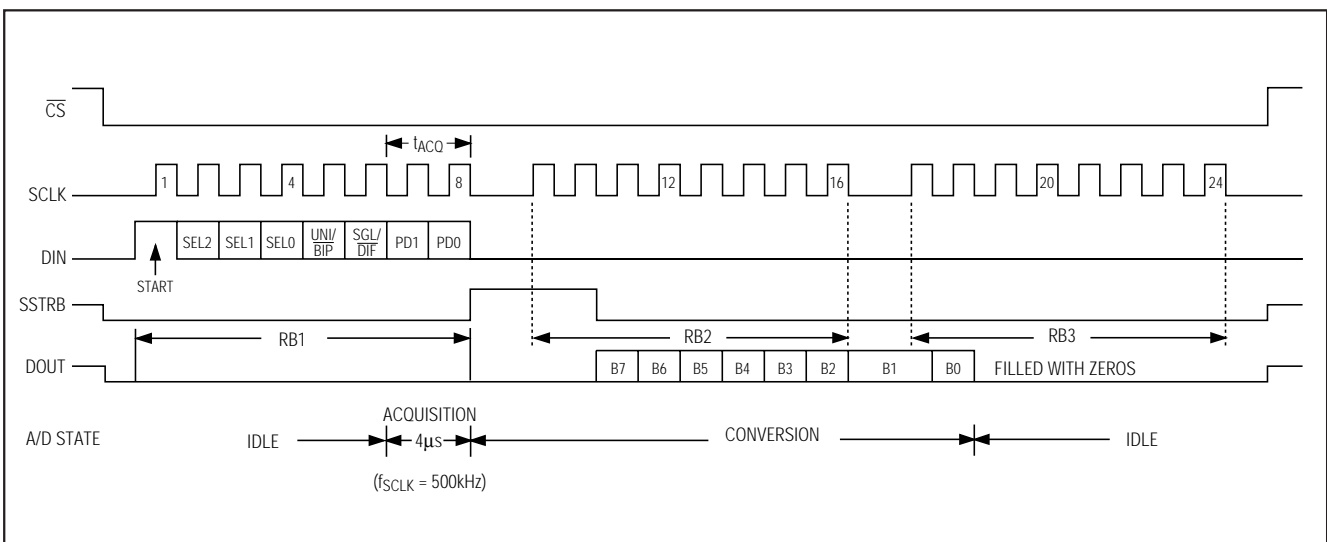 CS
tACQ
SCLK 1 4 8 12 16 20 24
DIN SEL2 SEL1 SEL0 UNI/BIP SGL/DIF PD1 PD0
START
SSTRB
RB1 RB2 RB3
DOUT B7 B6 B5 B4 B3 B2 B1 B0 FILLED WITH ZEROS
ACQUISITION
A/D STATE IDLE 4μs CONVERSION IDLE
(fSCLK = 500kHz)